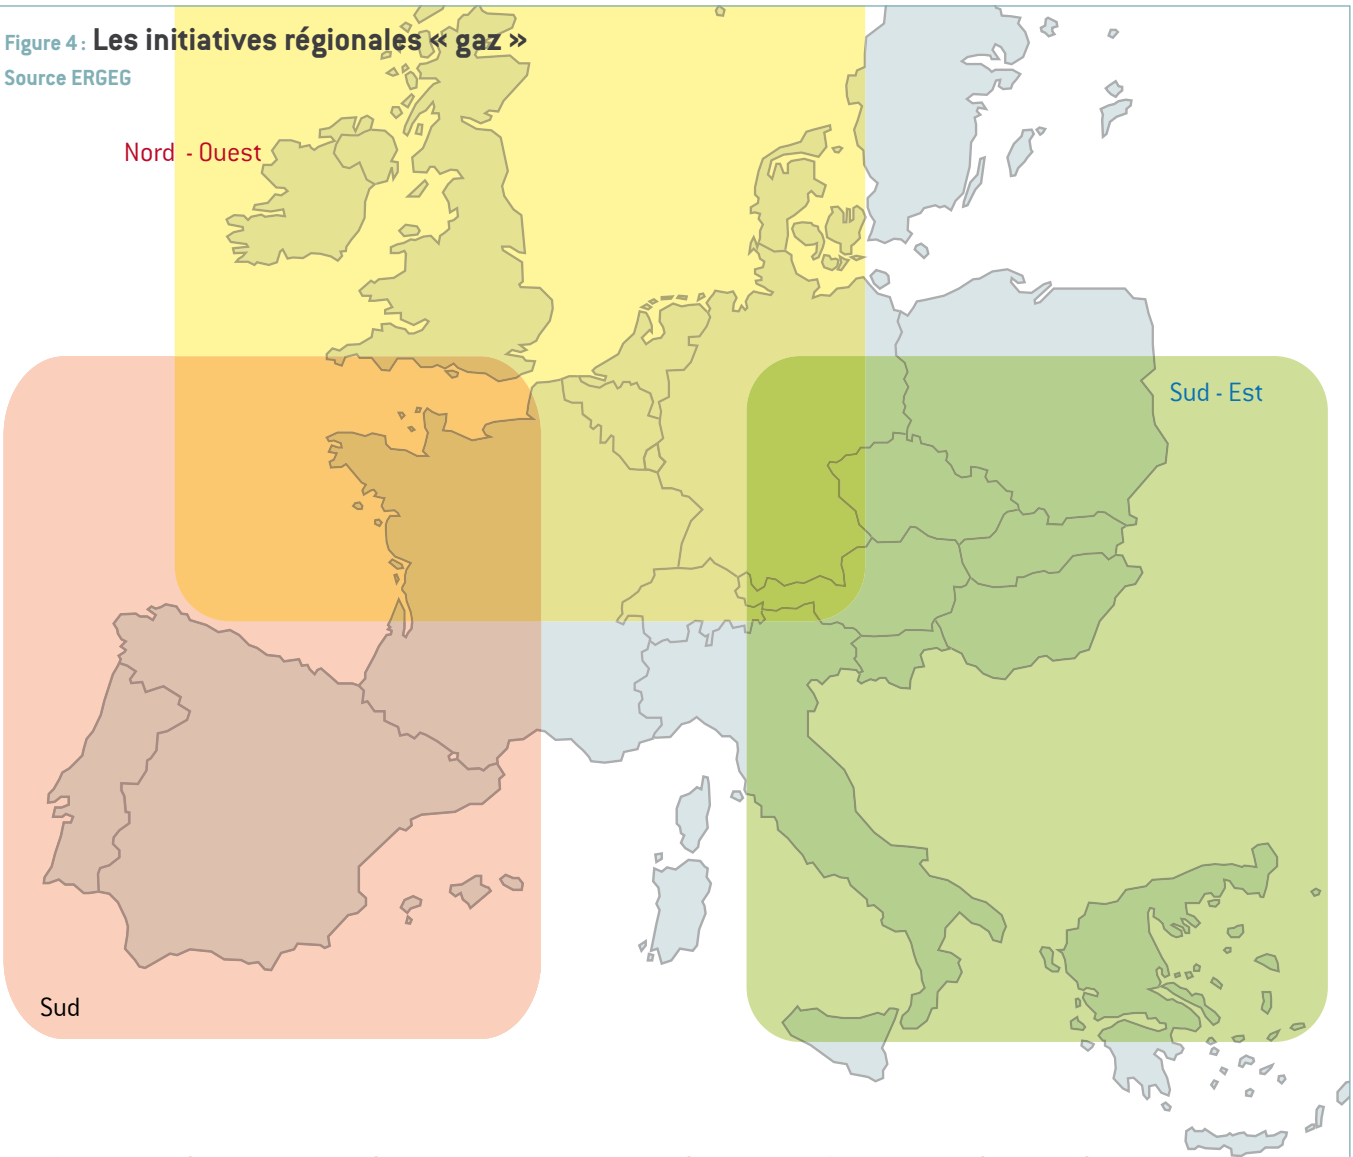 Figure 4 : Les initiatives régionales « gaz »
Source ERGEG
Nord - Ouest
Sud - Est
Sud